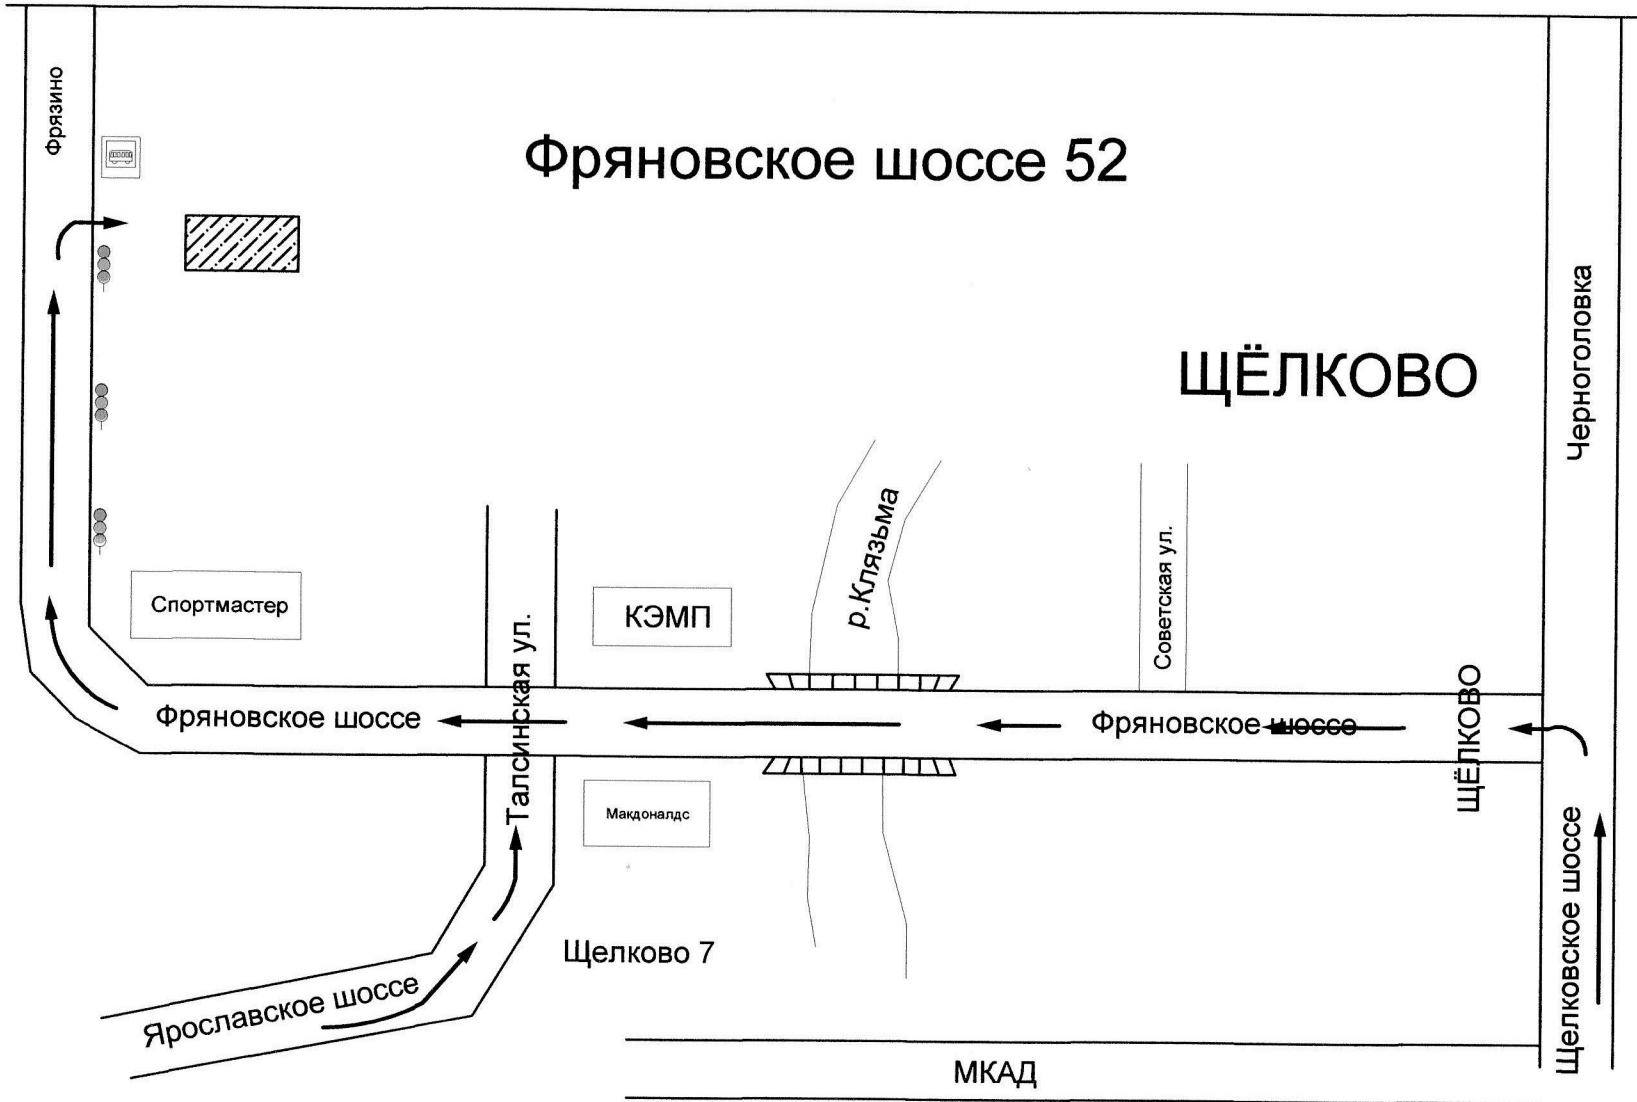 Фрязино
Фряновское шоссе 52
ЩЁЛКОВО
Черноголовка
р.Клязьма
Советская ул.
Спортмастер
КЭМП
Талсинская ул.
Фряновское шоссе
Фряновское шоссе
ЩЁЛКОВО
Макдоналдс
Щелковское шоссе
Щелково 7
Ярославское шоссе
МКАД